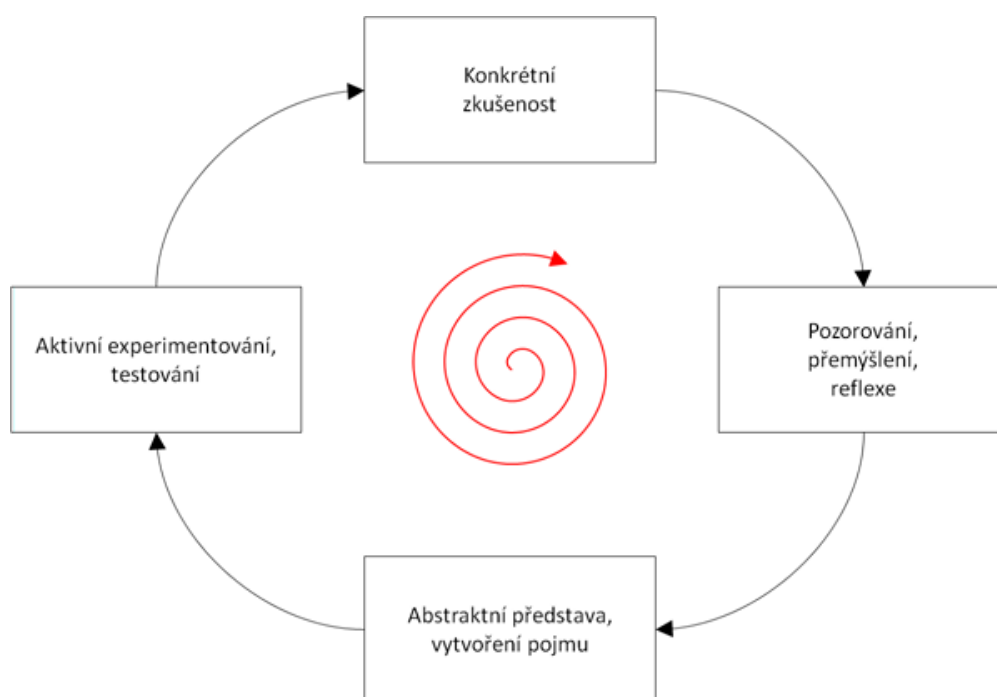 Konkrétní
zkušenost
Aktivní experimentování,
testování
Pozorování,
přemýšlení,
reflexe
Abstraktní představa,
vytvoření pojmu